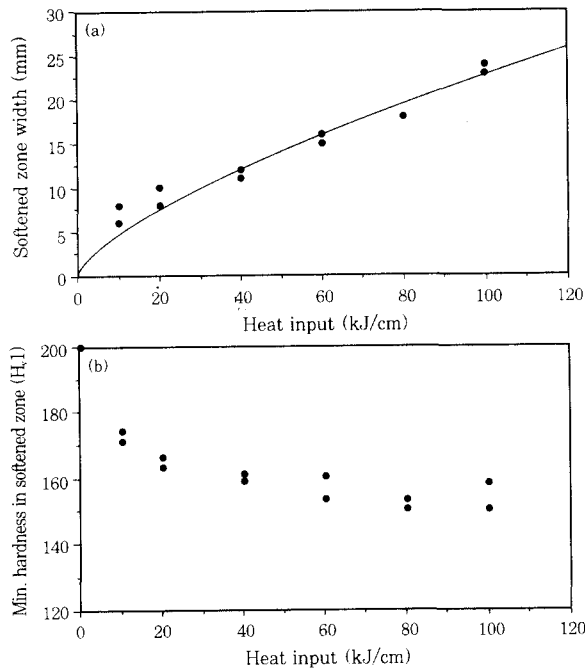 (a)
Softened zone width (mm)
30
25
20
15
10
5
0
0 20 40 60 80 100 120
Heat input (kJ/cm)
(b)
Min. hardness in softened zone (Hv1)
200
180
160
140
120
0 20 40 60 80 100 120
Heat input (kJ/cm)